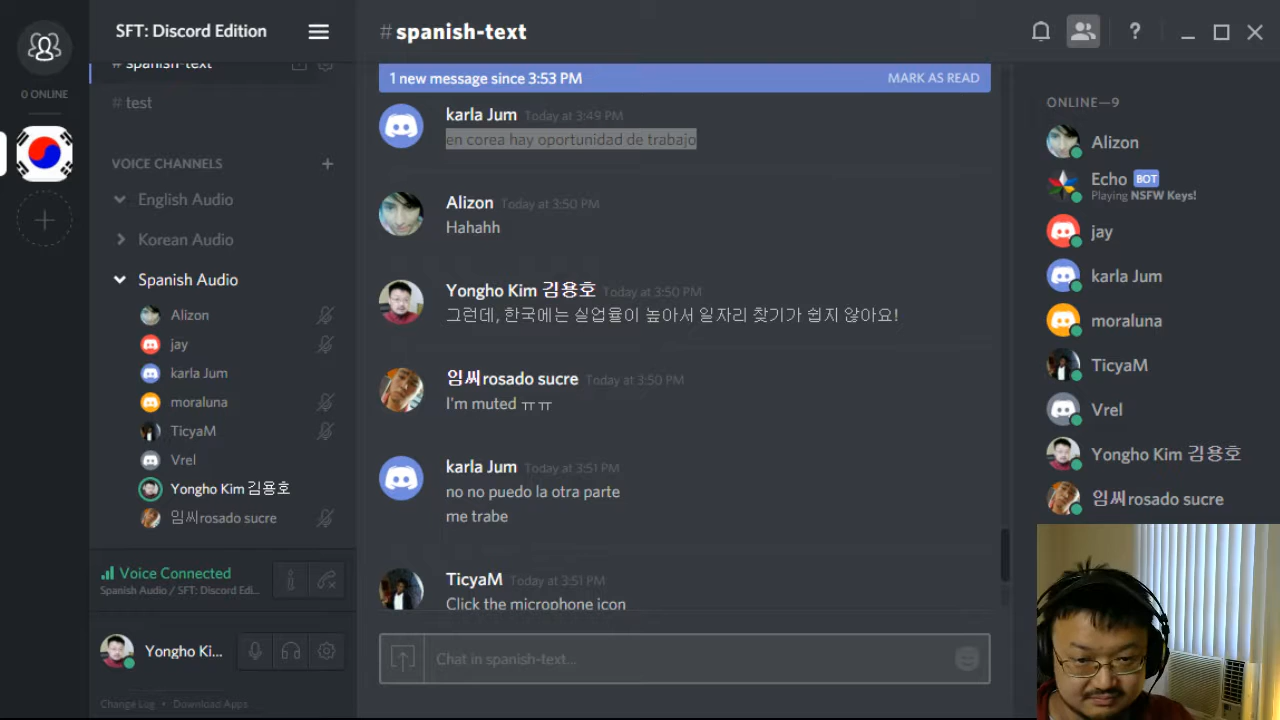 0 ONLINE
SFT: Discord Edition
# spanish-text
# test
VOICE CHANNELS
English Audio
Korean Audio
Spanish Audio
Alizon
jay
karla Jum
moraluna
TicyaM
Vrel
Yongho Kim 김용호
임씨rosado sucre
Voice Connected
Spanish Audio / SFT: Discord Edi...
Yongho Ki...
Change Log • Download Apps
# spanish-text
1 new message since 3:53 PM MARK AS READ
karla Jum Today at 3:49 PM
en corea hay oportunidad de trabajo
Alizon Today at 3:50 PM
Hahahh
Yongho Kim 김용호 Today at 3:50 PM
그런데, 한국에는 실업률이 높아서 일자리 찾기가 쉽지 않아요!
임씨rosado sucre Today at 3:50 PM
I'm muted ㅠㅠ
karla Jum Today at 3:51 PM
no no puedo la otra parte
me trabe
TicyaM Today at 3:51 PM
Click the microphone icon
Chat in spanish-text...
ONLINE—9
Alizon
Echo BOT
Playing NSFW Keys!
jay
karla Jum
moraluna
TicyaM
Vrel
Yongho Kim 김용호
임씨rosado sucre